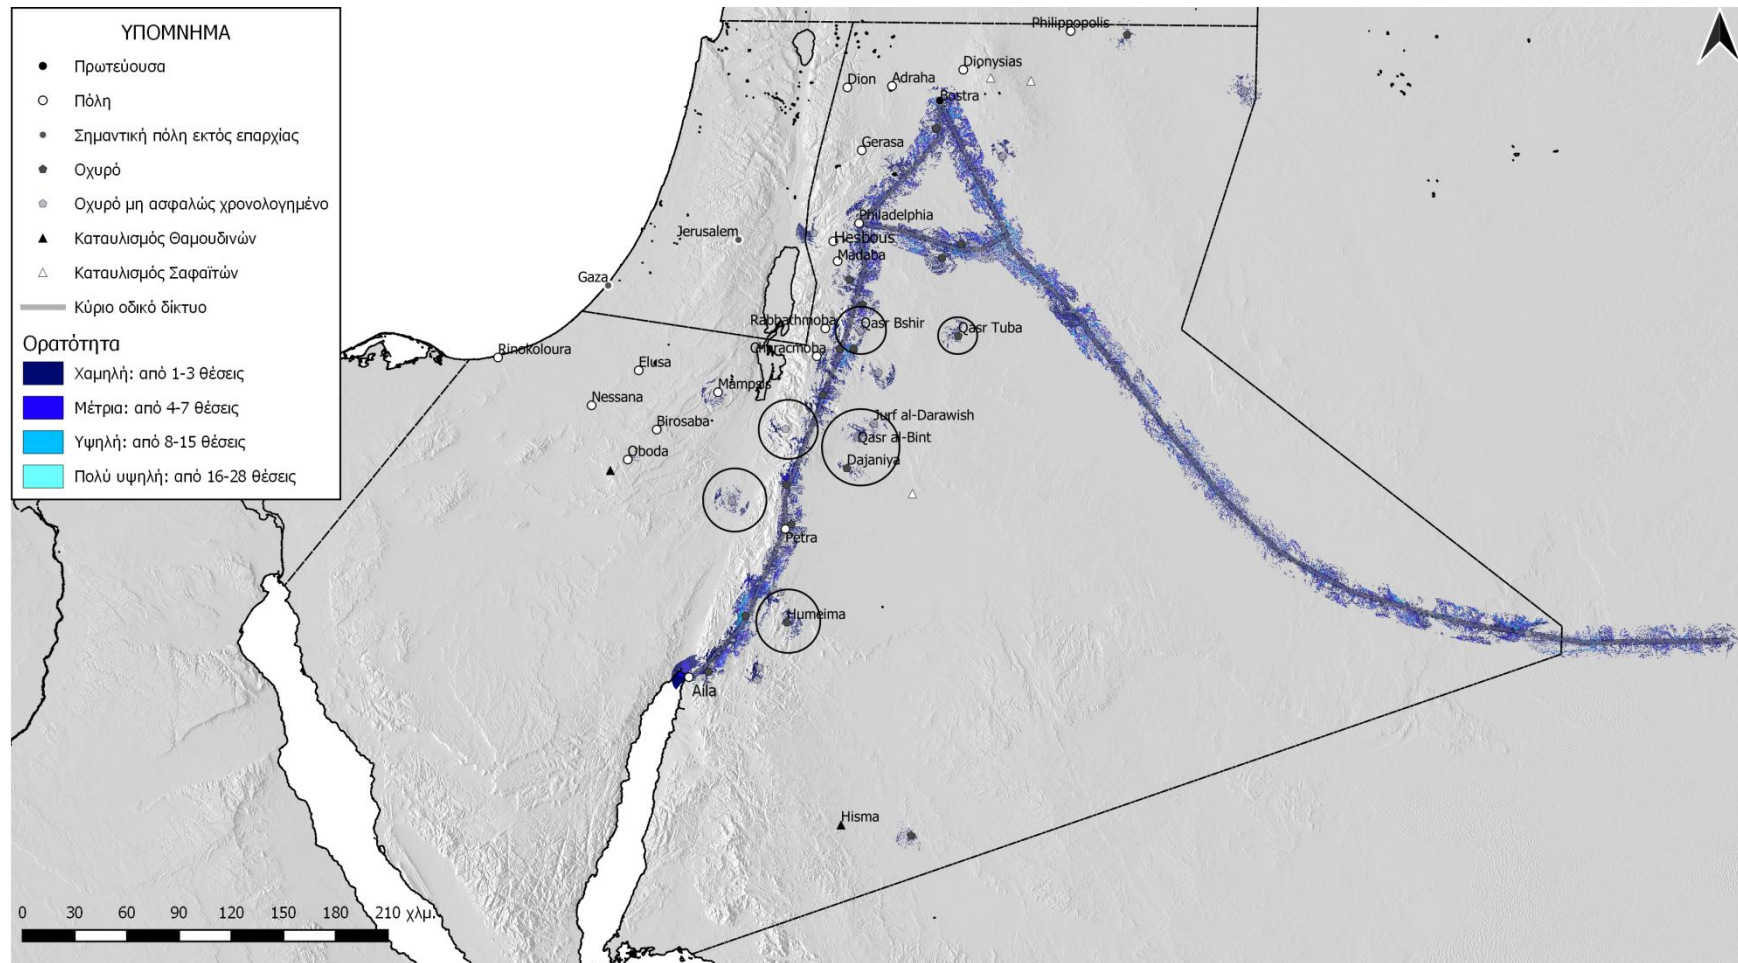 ΥΠΟΜΝΗΜΑ
Πρωτεύουσα
Πόλη
Σημαντική πόλη εκτός επαρχίας
Οχυρό
Οχυρό μη ασφαλώς χρονολογημένο
Καταυλισμός Θαμουδινών
Καταυλισμός Σαφαϊτών
Κύριο οδικό δίκτυο
Ορατότητα
Χαμηλή: από 1-3 θέσεις
Μέτρια: από 4-7 θέσεις
Υψηλή: από 8-15 θέσεις
Πολύ υψηλή: από 16-28 θέσεις
Philippopolis
Dionysias
Dion
Adraha
Bostra
Gerasa
Philadelphia
Jerusalem
Hesbous
Madaba
Gaza
Rabbathmoba
Qasr Bshir
Qasr Tuba
Rinokoloura
Characmoba
Elusa
Mampsis
Nessana
Jurf al-Darawish
Birosaba
Qasr al-Bint
Oboda
Dajaniya
Petra
Humeima
Aila
Hisma
0 30 60 90 120 150 180 210 χλμ.